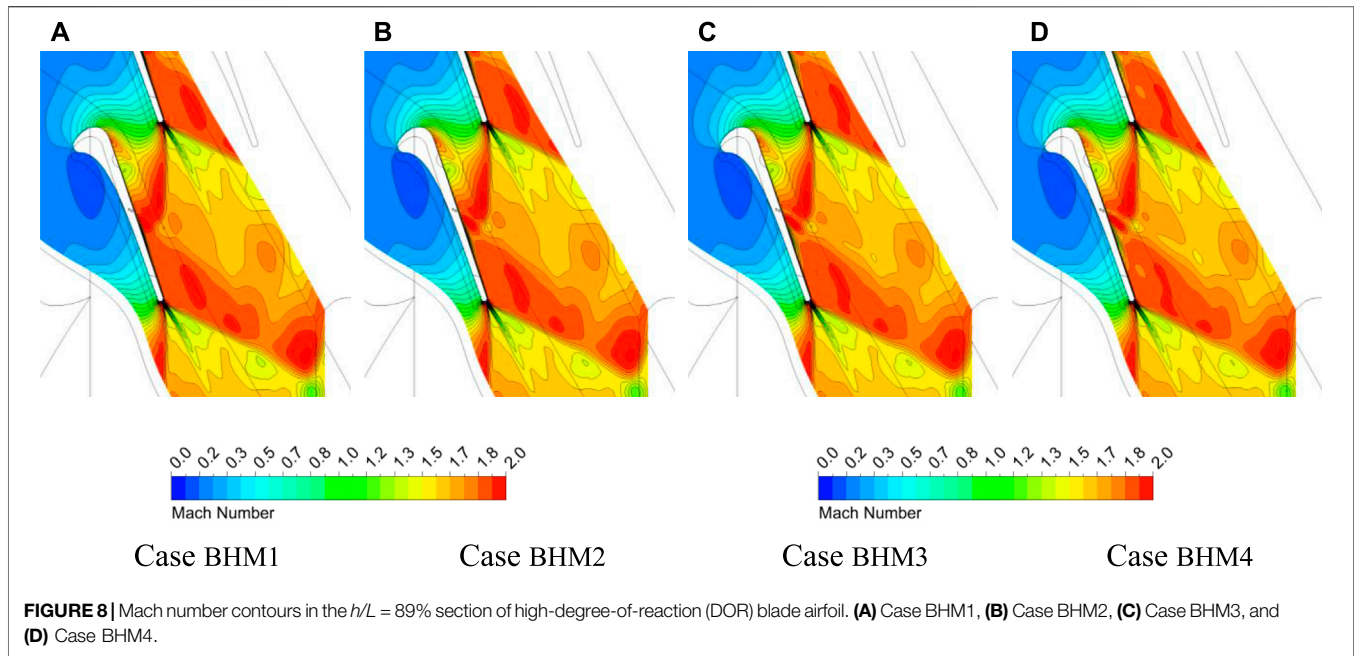 A B C D
0.0 0.2 0.3 0.5 0.7 0.8 1.0 1.2 1.3 1.5 1.7 1.8 2.0
Mach Number
0.0 0.2 0.3 0.5 0.7 0.8 1.0 1.2 1.3 1.5 1.7 1.8 2.0
Mach Number
Case BHM1 Case BHM2 Case BHM3 Case BHM4
FIGURE 8 | Mach number contours in the h/L = 89% section of high-degree-of-reaction (DOR) blade airfoil. (A) Case BHM1, (B) Case BHM2, (C) Case BHM3, and
(D) Case BHM4.